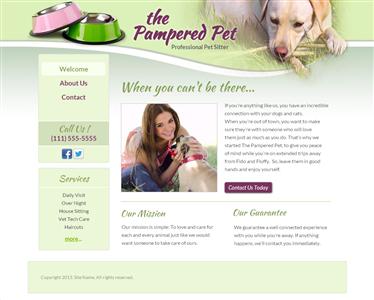 the
Pampered Pet
Professional Pet Sitter
Welcome
About Us
Contact
Call Us!
(111) 555-5555
Services
Daily Visit
Over Night
House Sitting
Vet Tech Care
Haircuts
more...
When you can't be there...
If you're anything like us, you have an incredible
connection with your dogs and cats.
When you're out of town, you want to make
sure they're with someone who will love
them just as much as you do. That's exactly
why we started The Pampered Pet, to give you peace
of mind while you're on extended trips away
from Fido and Fluffy. So, leave them in good
hands and enjoy yourself.
Contact Us Today
Our Mission
Our mission is simple: To love and care for
each and every animal just like we would
want someone to take care of ours.
Our Guarantee
We guarantee a well-connected experience
with you while you're away. If anything
happens, we'll contact you immediately.
Copyright 2013. Site Name. All rights reserved.